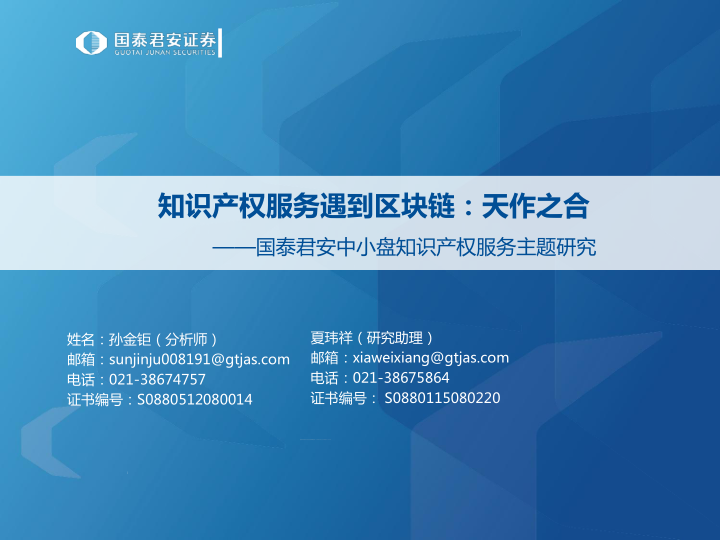 国泰君安证券
GUOTAI JUNAN SECURITIES
知识产权服务遇到区块链：天作之合
——国泰君安中小盘知识产权服务主题研究
姓名：孙金钜（分析师）
邮箱：sunjinju008191@gtjas.com
电话：021-38674757
证书编号：S0880512080014
夏玮祥（研究助理）
邮箱：xiaweixiang@gtjas.com
电话：021-38675864
证书编号： S0880115080220